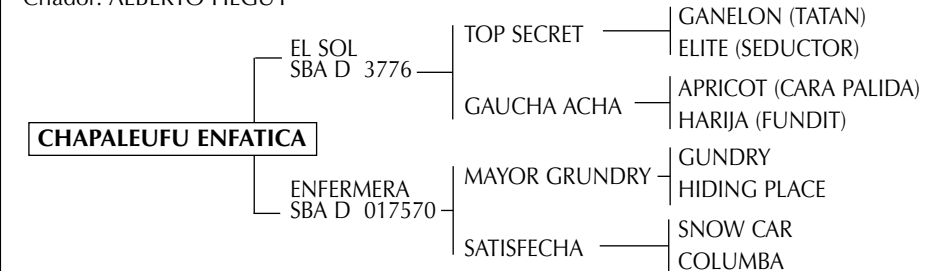 GANELON (TATAN)
TOP SECRET
ELITE (SEDUCTOR)
EL SOL
SBA D 3776
APRICOT (CARA PALIDA)
GAUCHA ACHA
HARIJA (FUNDIT)
CHAPALEUFU ENFATICA
GUNDRY
MAYOR GRUNDRY
HIDING PLACE
ENFERMERA
SBA D 017570
SNOW CAR
SATISFECHA
COLUMBA